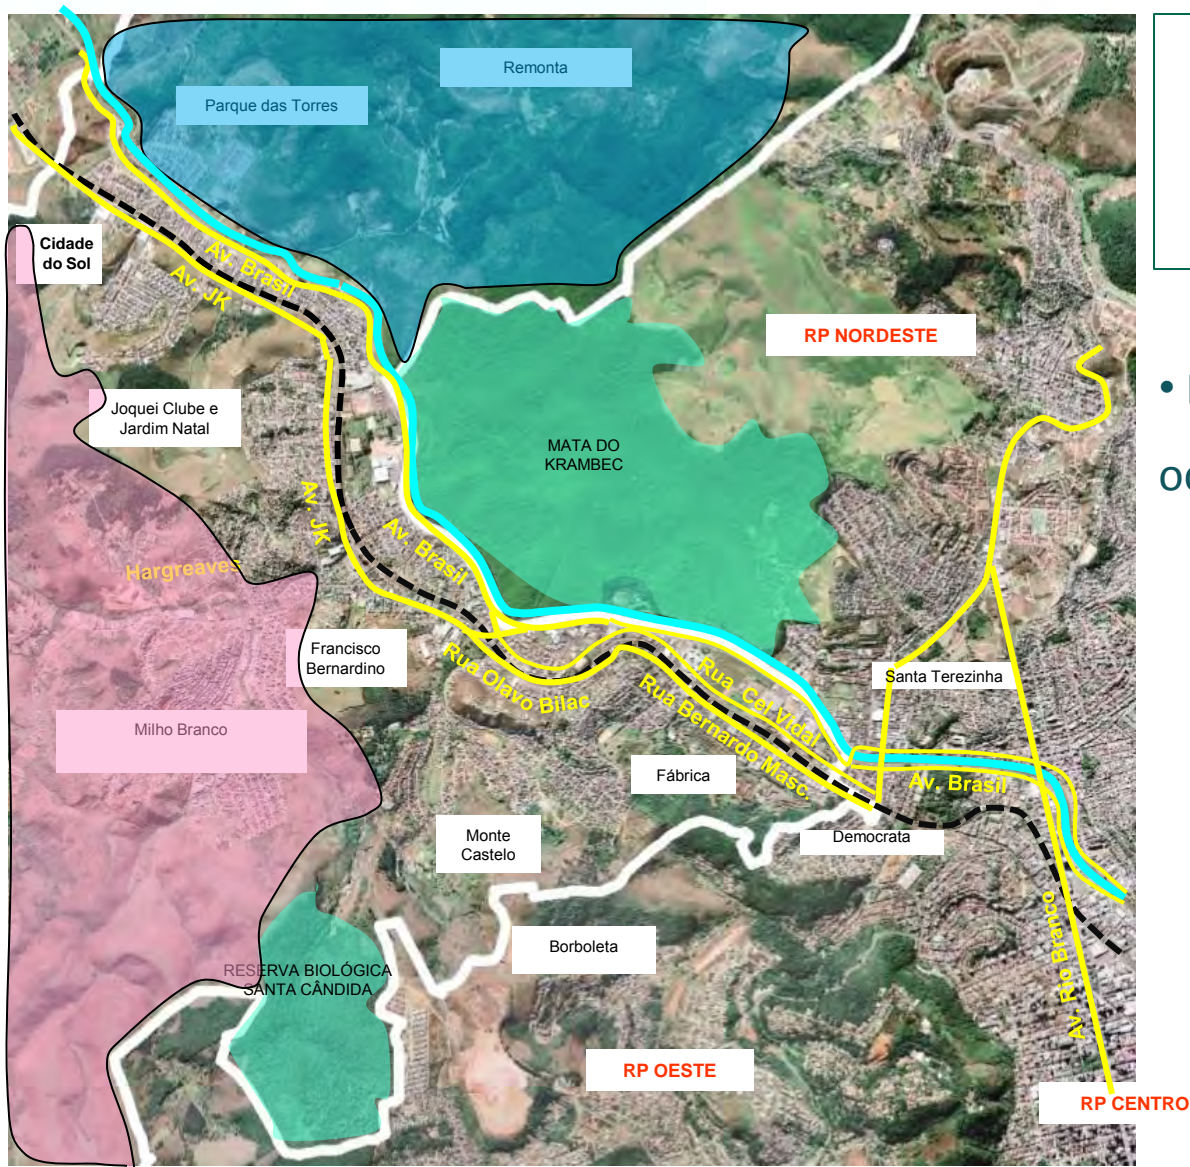 Remonta
Parque das Torres
Cidade
do Sol
Av. Brasil
Av. JK
RP NORDESTE
Joquei Clube e
Jardim Natal
MATA DO
KRAMBEC
Av. JK
Av. Brasil
Hargreaves
Francisco
Bernardino
Rua Olavo Bilac
Rua Cel Vidal
Rua Bernardo Masc.
Santa Terezinha
Milho Branco
Fábrica
Av. Brasil
Monte
Castelo
Democrata
Borboleta
Av. Rio Branco
RESERVA BIOLÓGICA
SANTA CÂNDIDA
RP OESTE
RP CENTRO